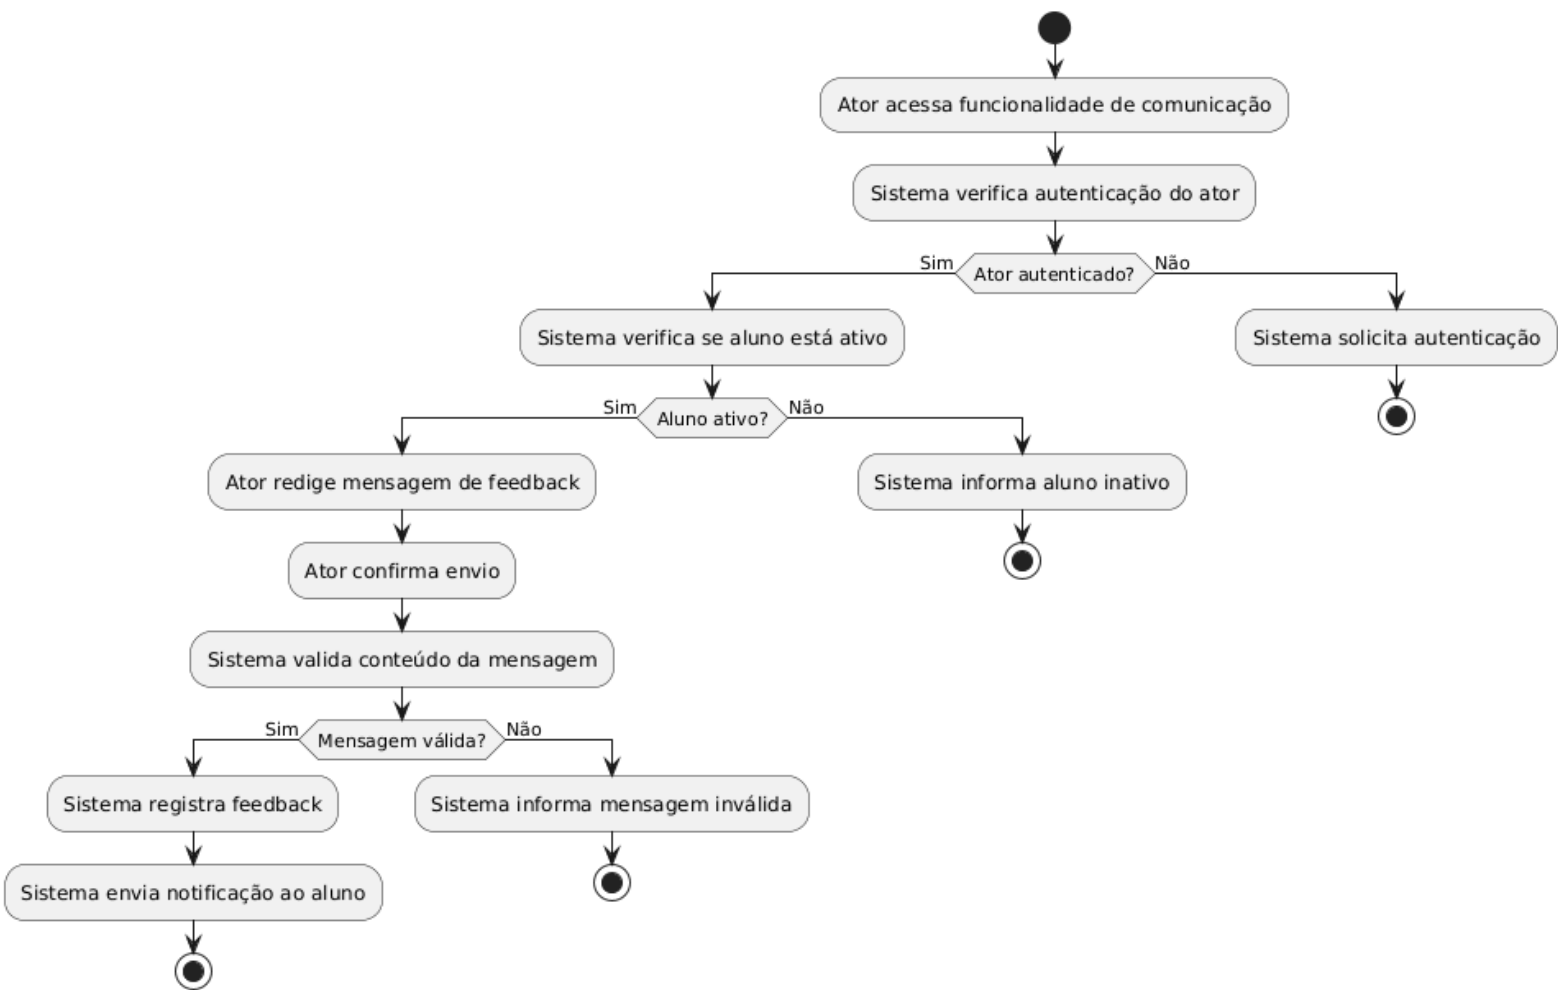 Ator acessa funcionalidade de comunicação
Sistema verifica autenticação do ator
Sim
Ator autenticado?
Não
Sistema verifica se aluno está ativo
Sistema solicita autenticação
Sim
Aluno ativo?
Não
Ator redige mensagem de feedback
Sistema informa aluno inativo
Ator confirma envio
Sistema valida conteúdo da mensagem
Sim
Mensagem válida?
Não
Sistema registra feedback
Sistema informa mensagem inválida
Sistema envia notificação ao aluno